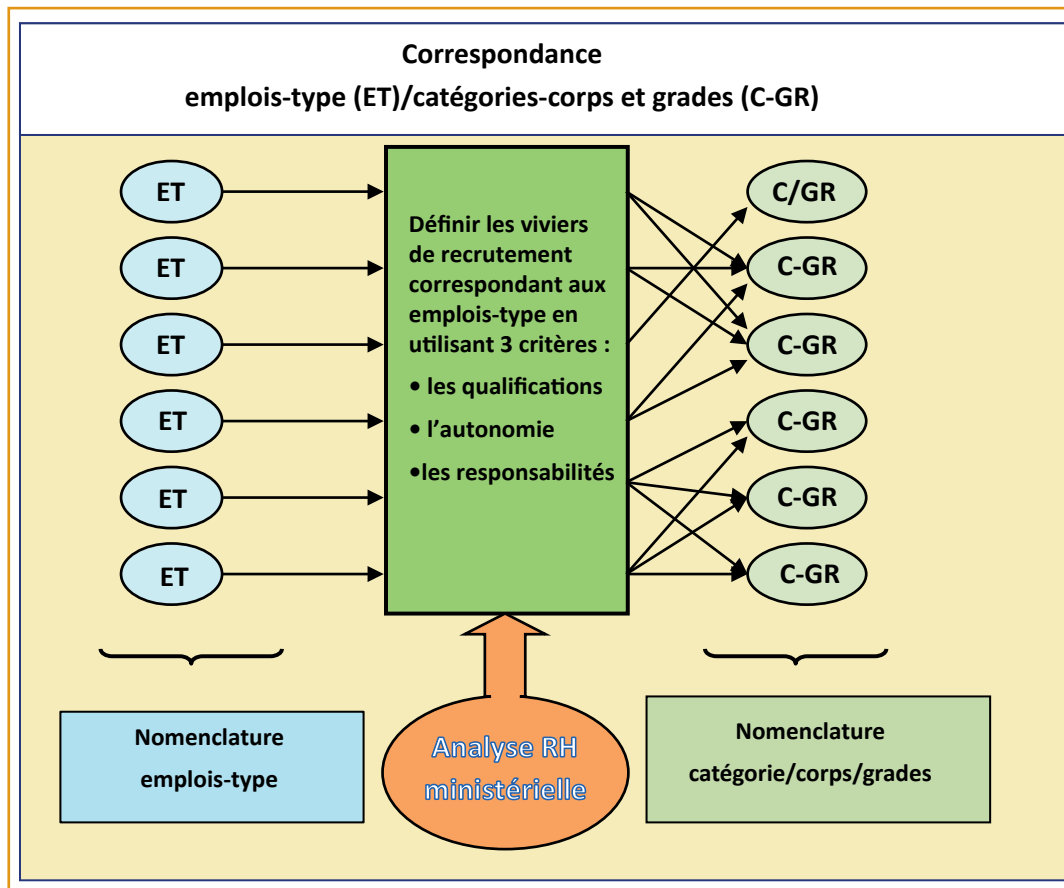 Correspondance
emplois-type (ET)/catégories-corps et grades (C-GR)
ET
ET
ET
ET
ET
ET
Définir les viviers
de recrutement
correspondant aux
emplois-type en
utilisant 3 critères :
• les qualifications
• l’autonomie
•les responsabilités
C/GR
C-GR
C-GR
C-GR
C-GR
C-GR
Nomenclature
emplois-type
Analyse RH
ministérielle
Nomenclature
catégorie/corps/grades